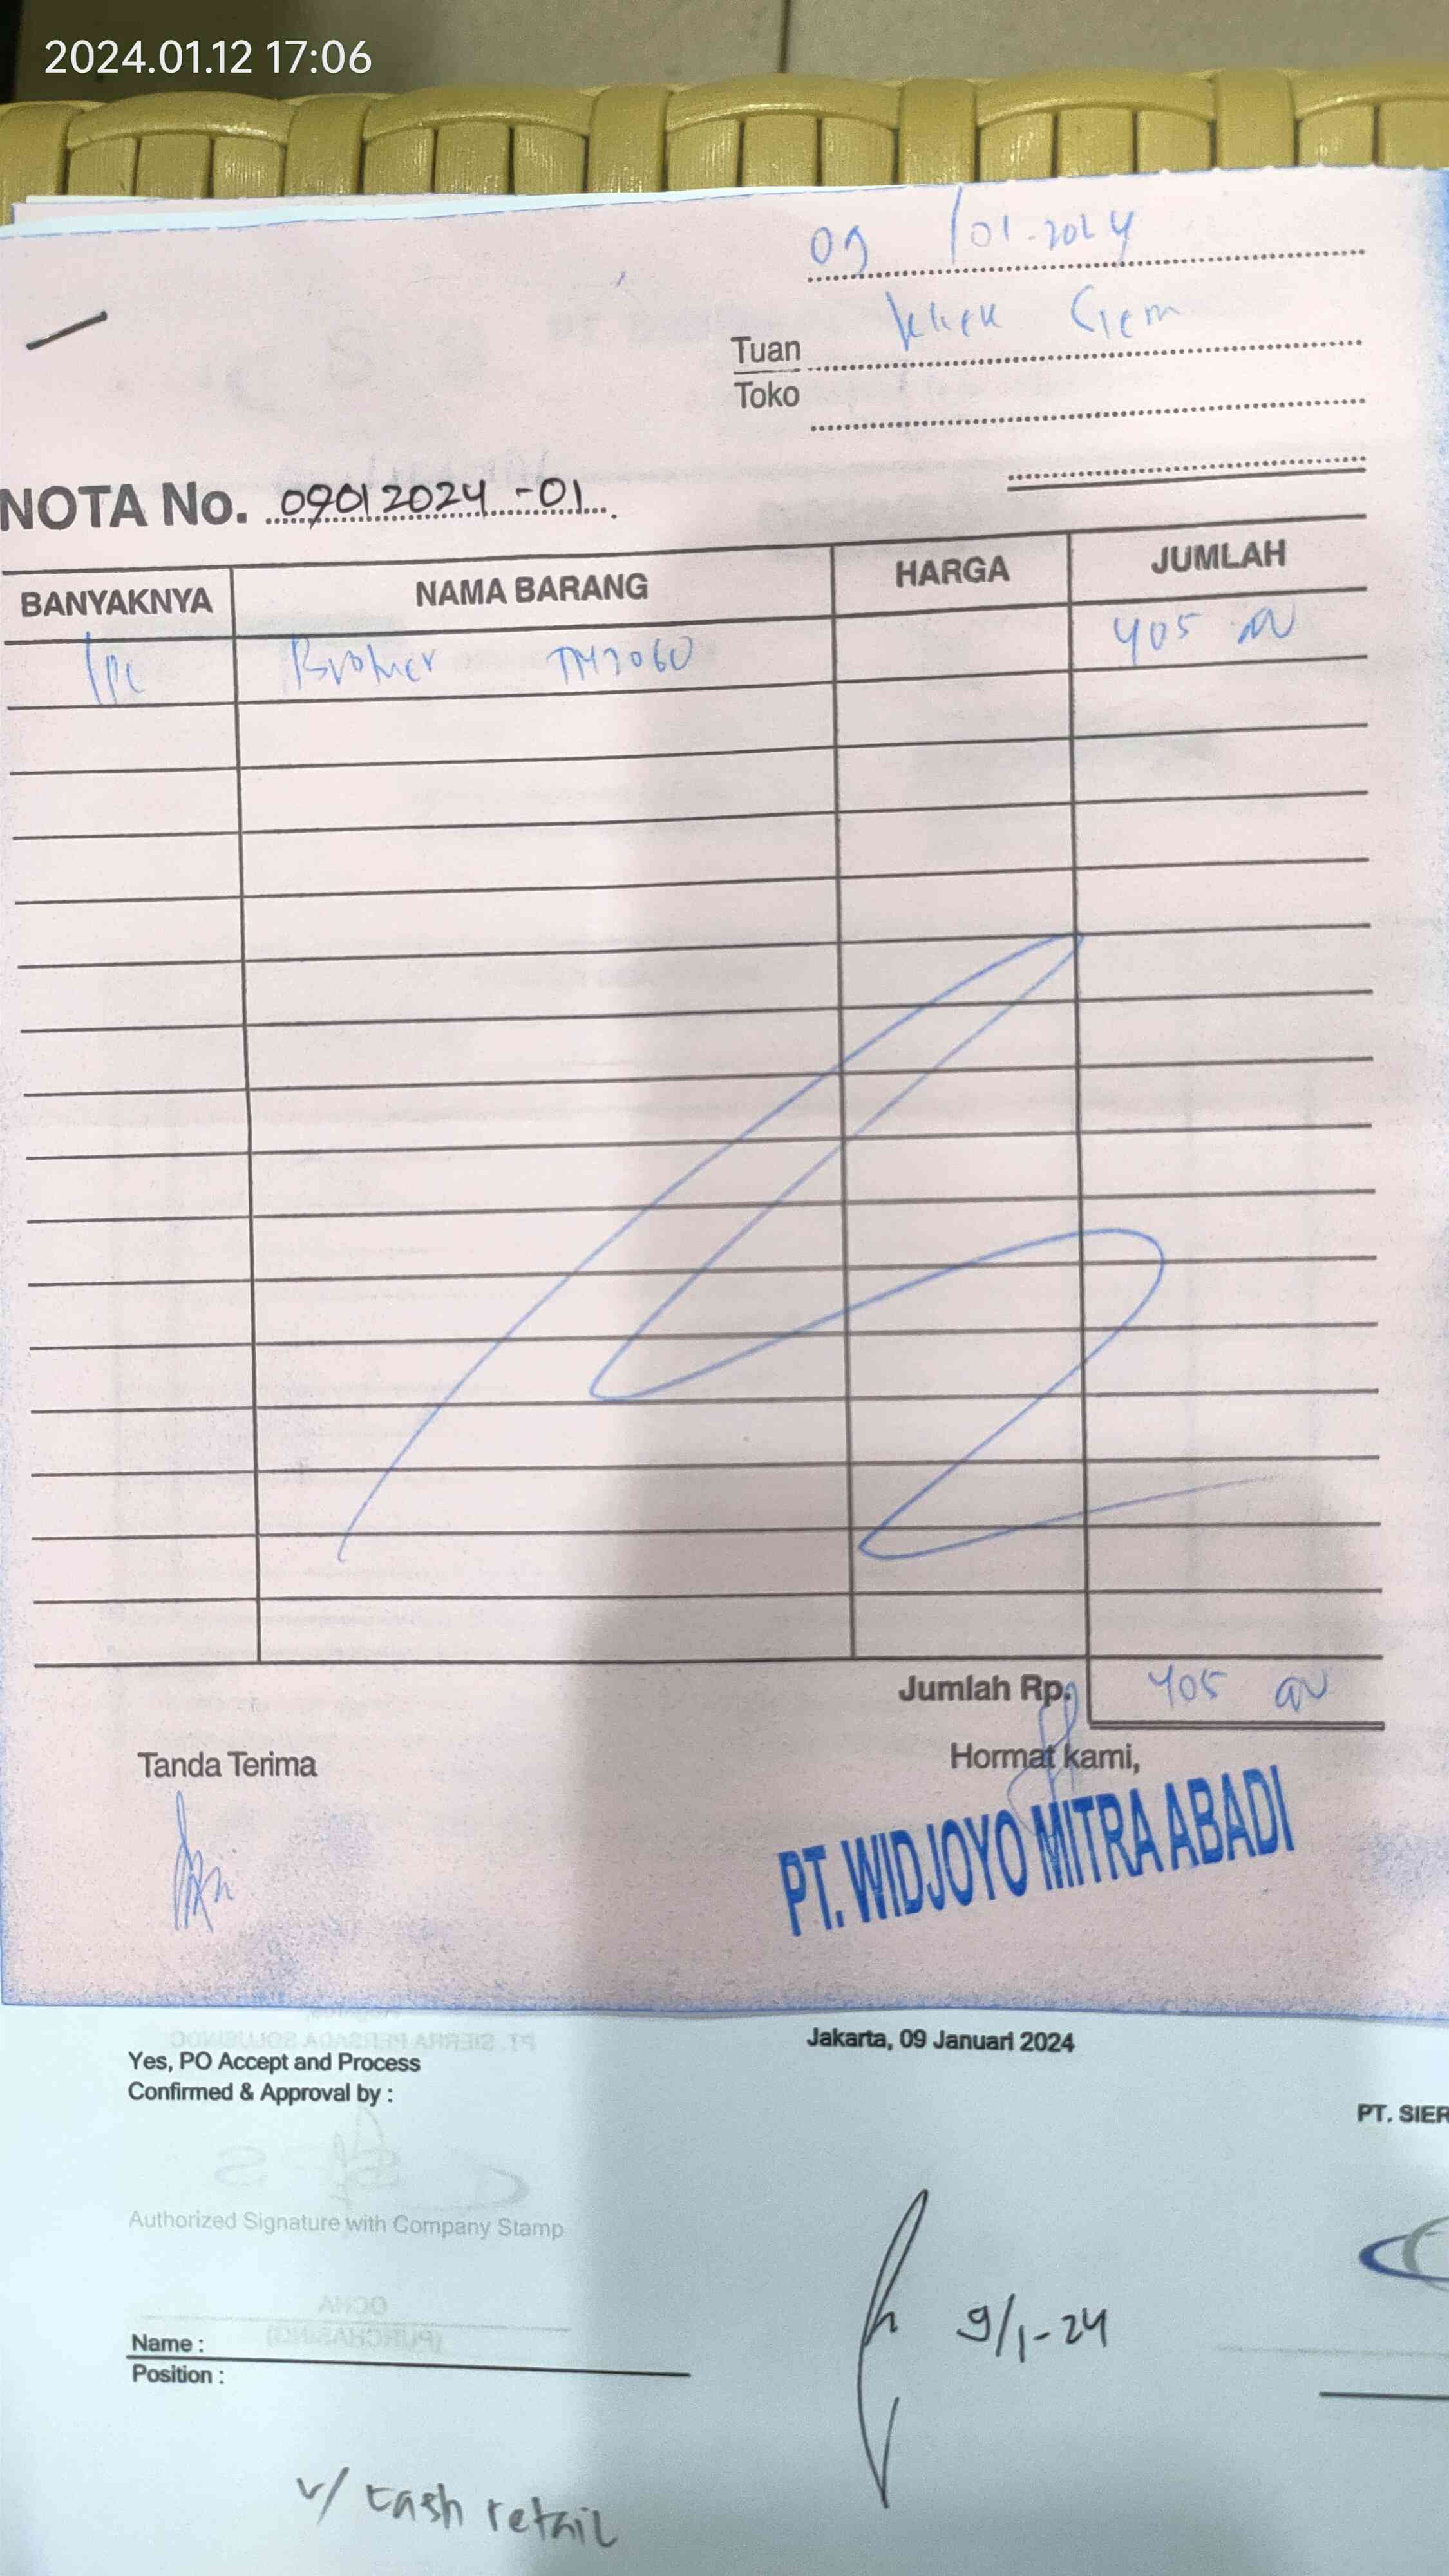 2024.01.12 17:06
09 /01-2024
Tuan
Toko
NOTA No. 09012024 -01
BANYAKNYA NAMA BARANG HARGA JUMLAH
1pc Brother 405
Jumlah Rp. 405
Tanda Terima Hormat kami,
PT. WIDJOYO MITRA ABADI
Jakarta, 09 Januari 2024
Yes, PO Accept and Process
Confirmed & Approval by :
PT. SIER
Authorized Signature with Company Stamp
9/1-24
Name :
Position :
v/ cash retail